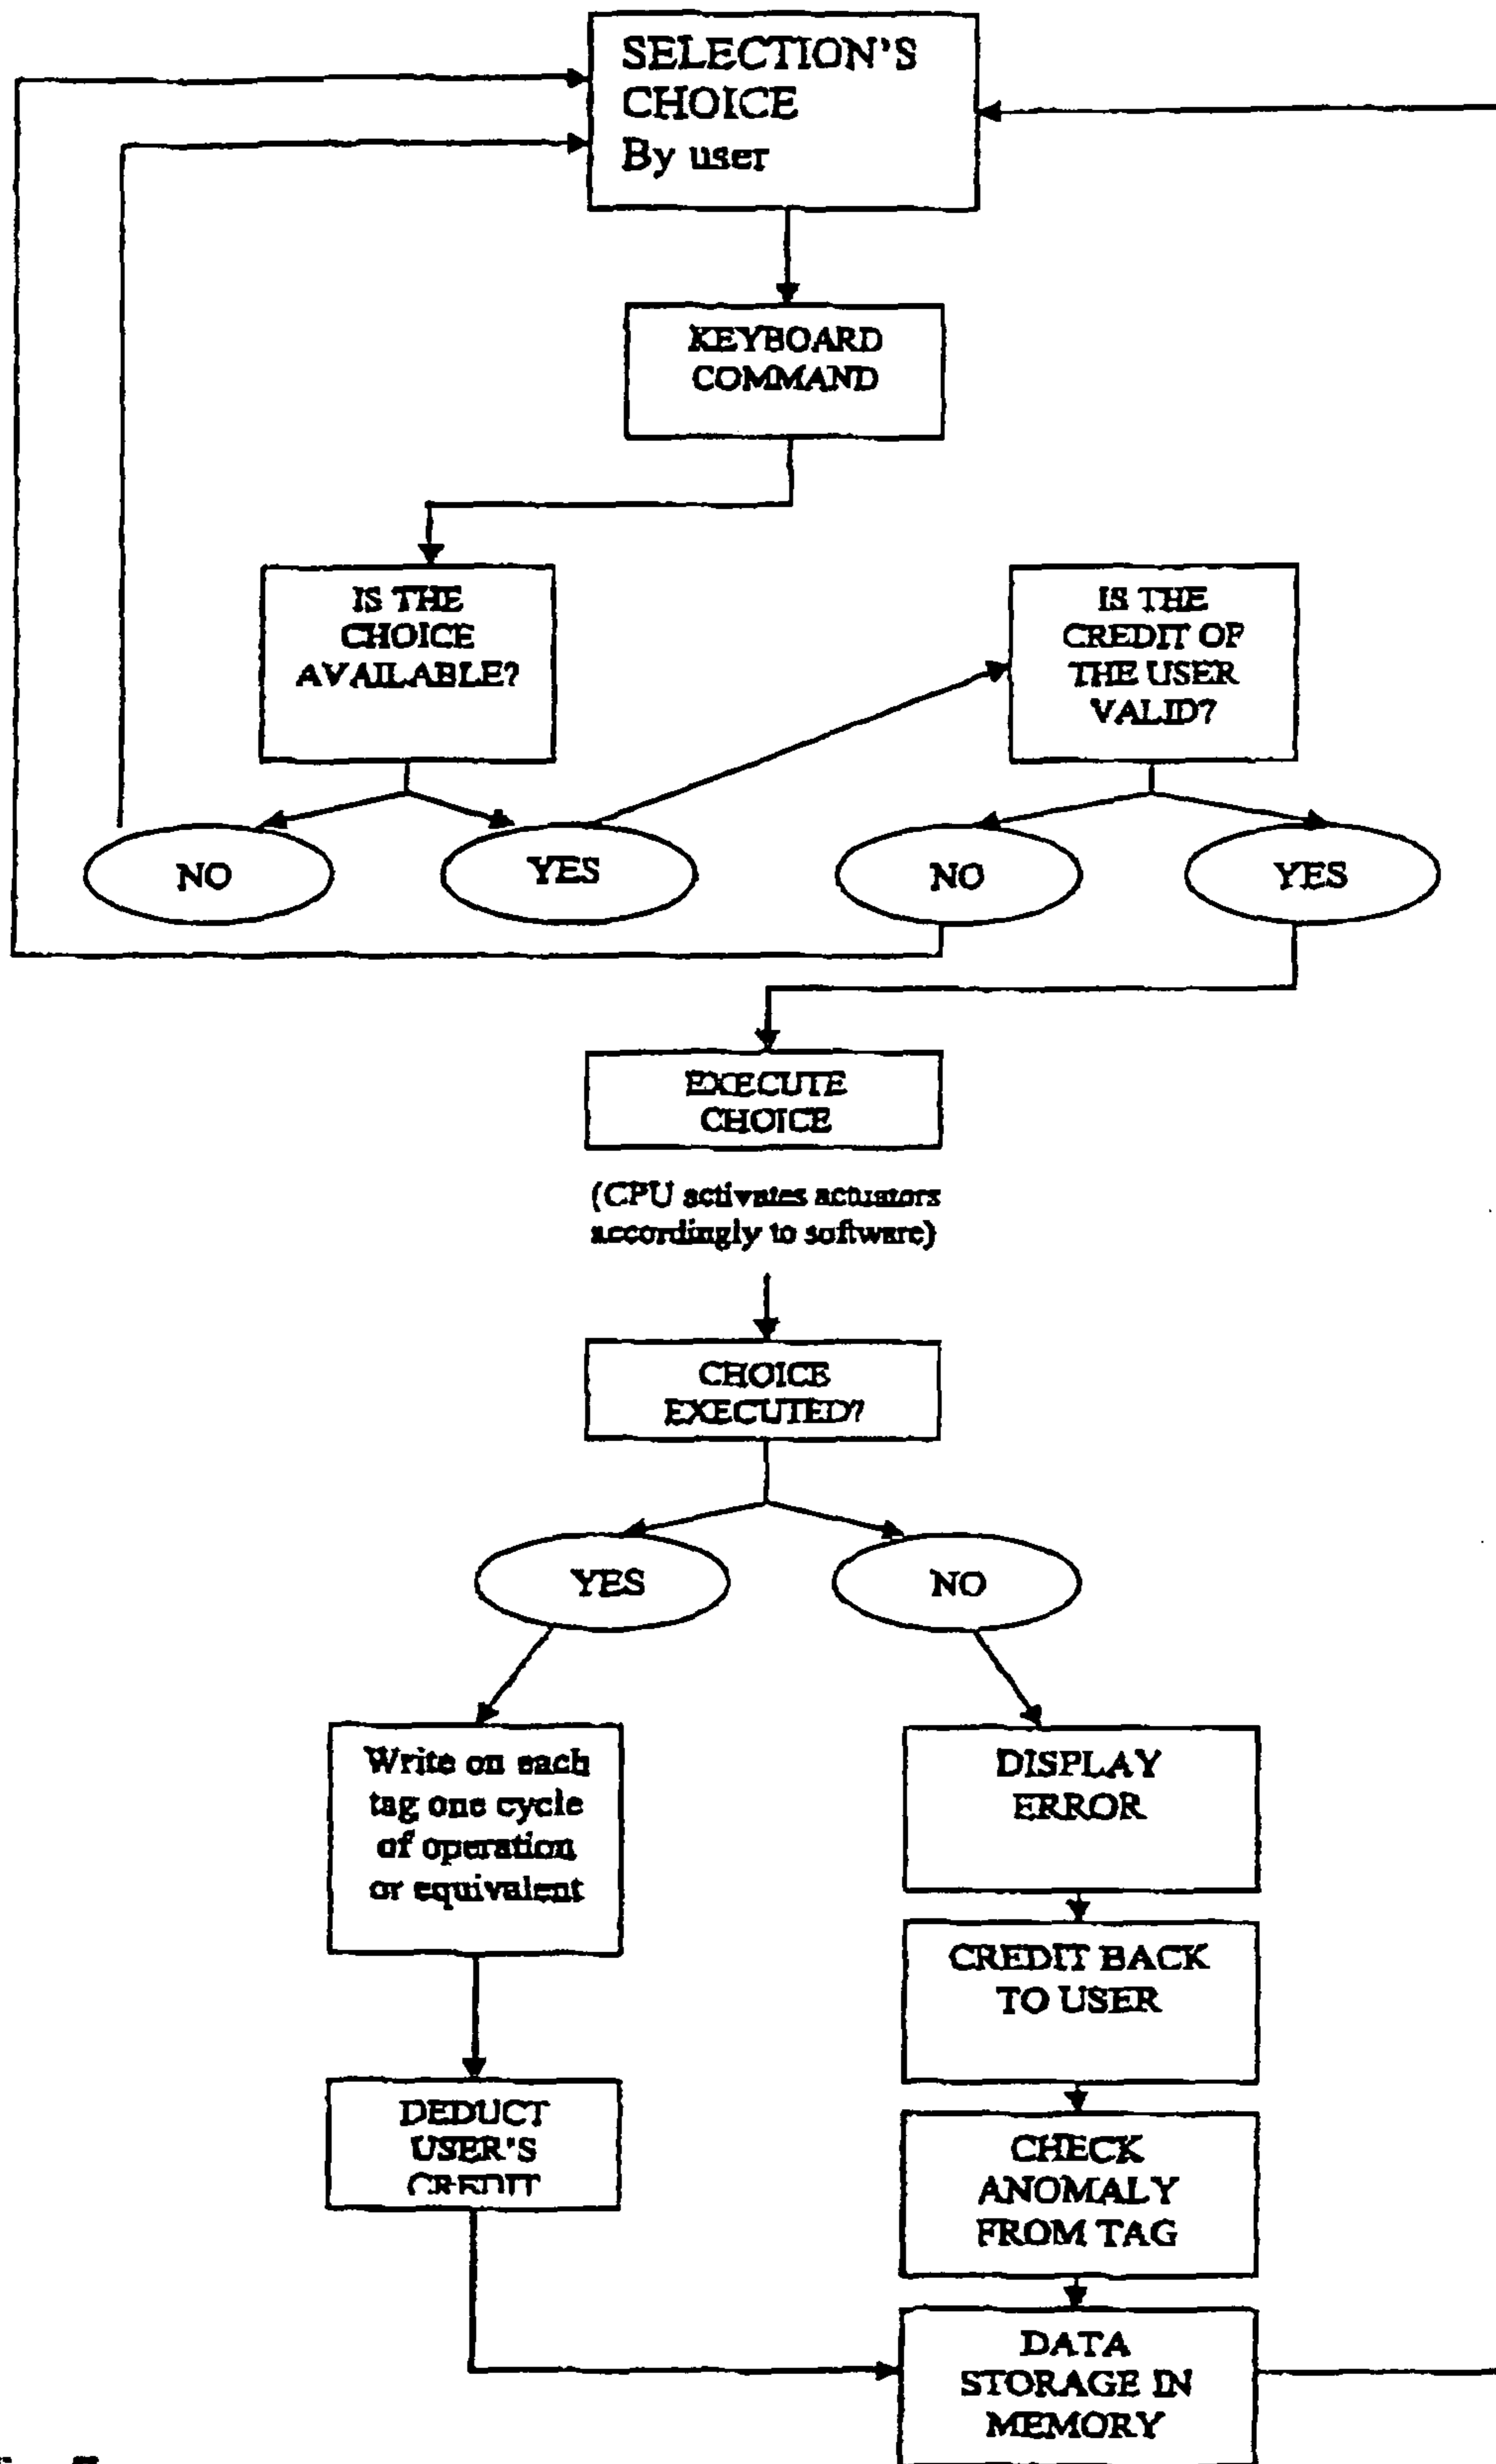 SELECTION'S
CHOICE
By user
KEYBOARD
COMMAND
IS THE
CHOICE
AVAILABLE?
IS THE
CREDIT OF
THE USER
VALID?
NO
YES
NO
YES
EXECUTE
CHOICE
(CPU activates actuators
accordingly to software)
CHOICE
EXECUTED?
YES
NO
Write on each
tag one cycle
of operation
or equivalent
DISPLAY
ERROR
CREDIT BACK
TO USER
DEDUCT
USER'S
CREDIT
CHECK
ANOMALY
FROM TAG
DATA
STORAGE IN
MEMORY